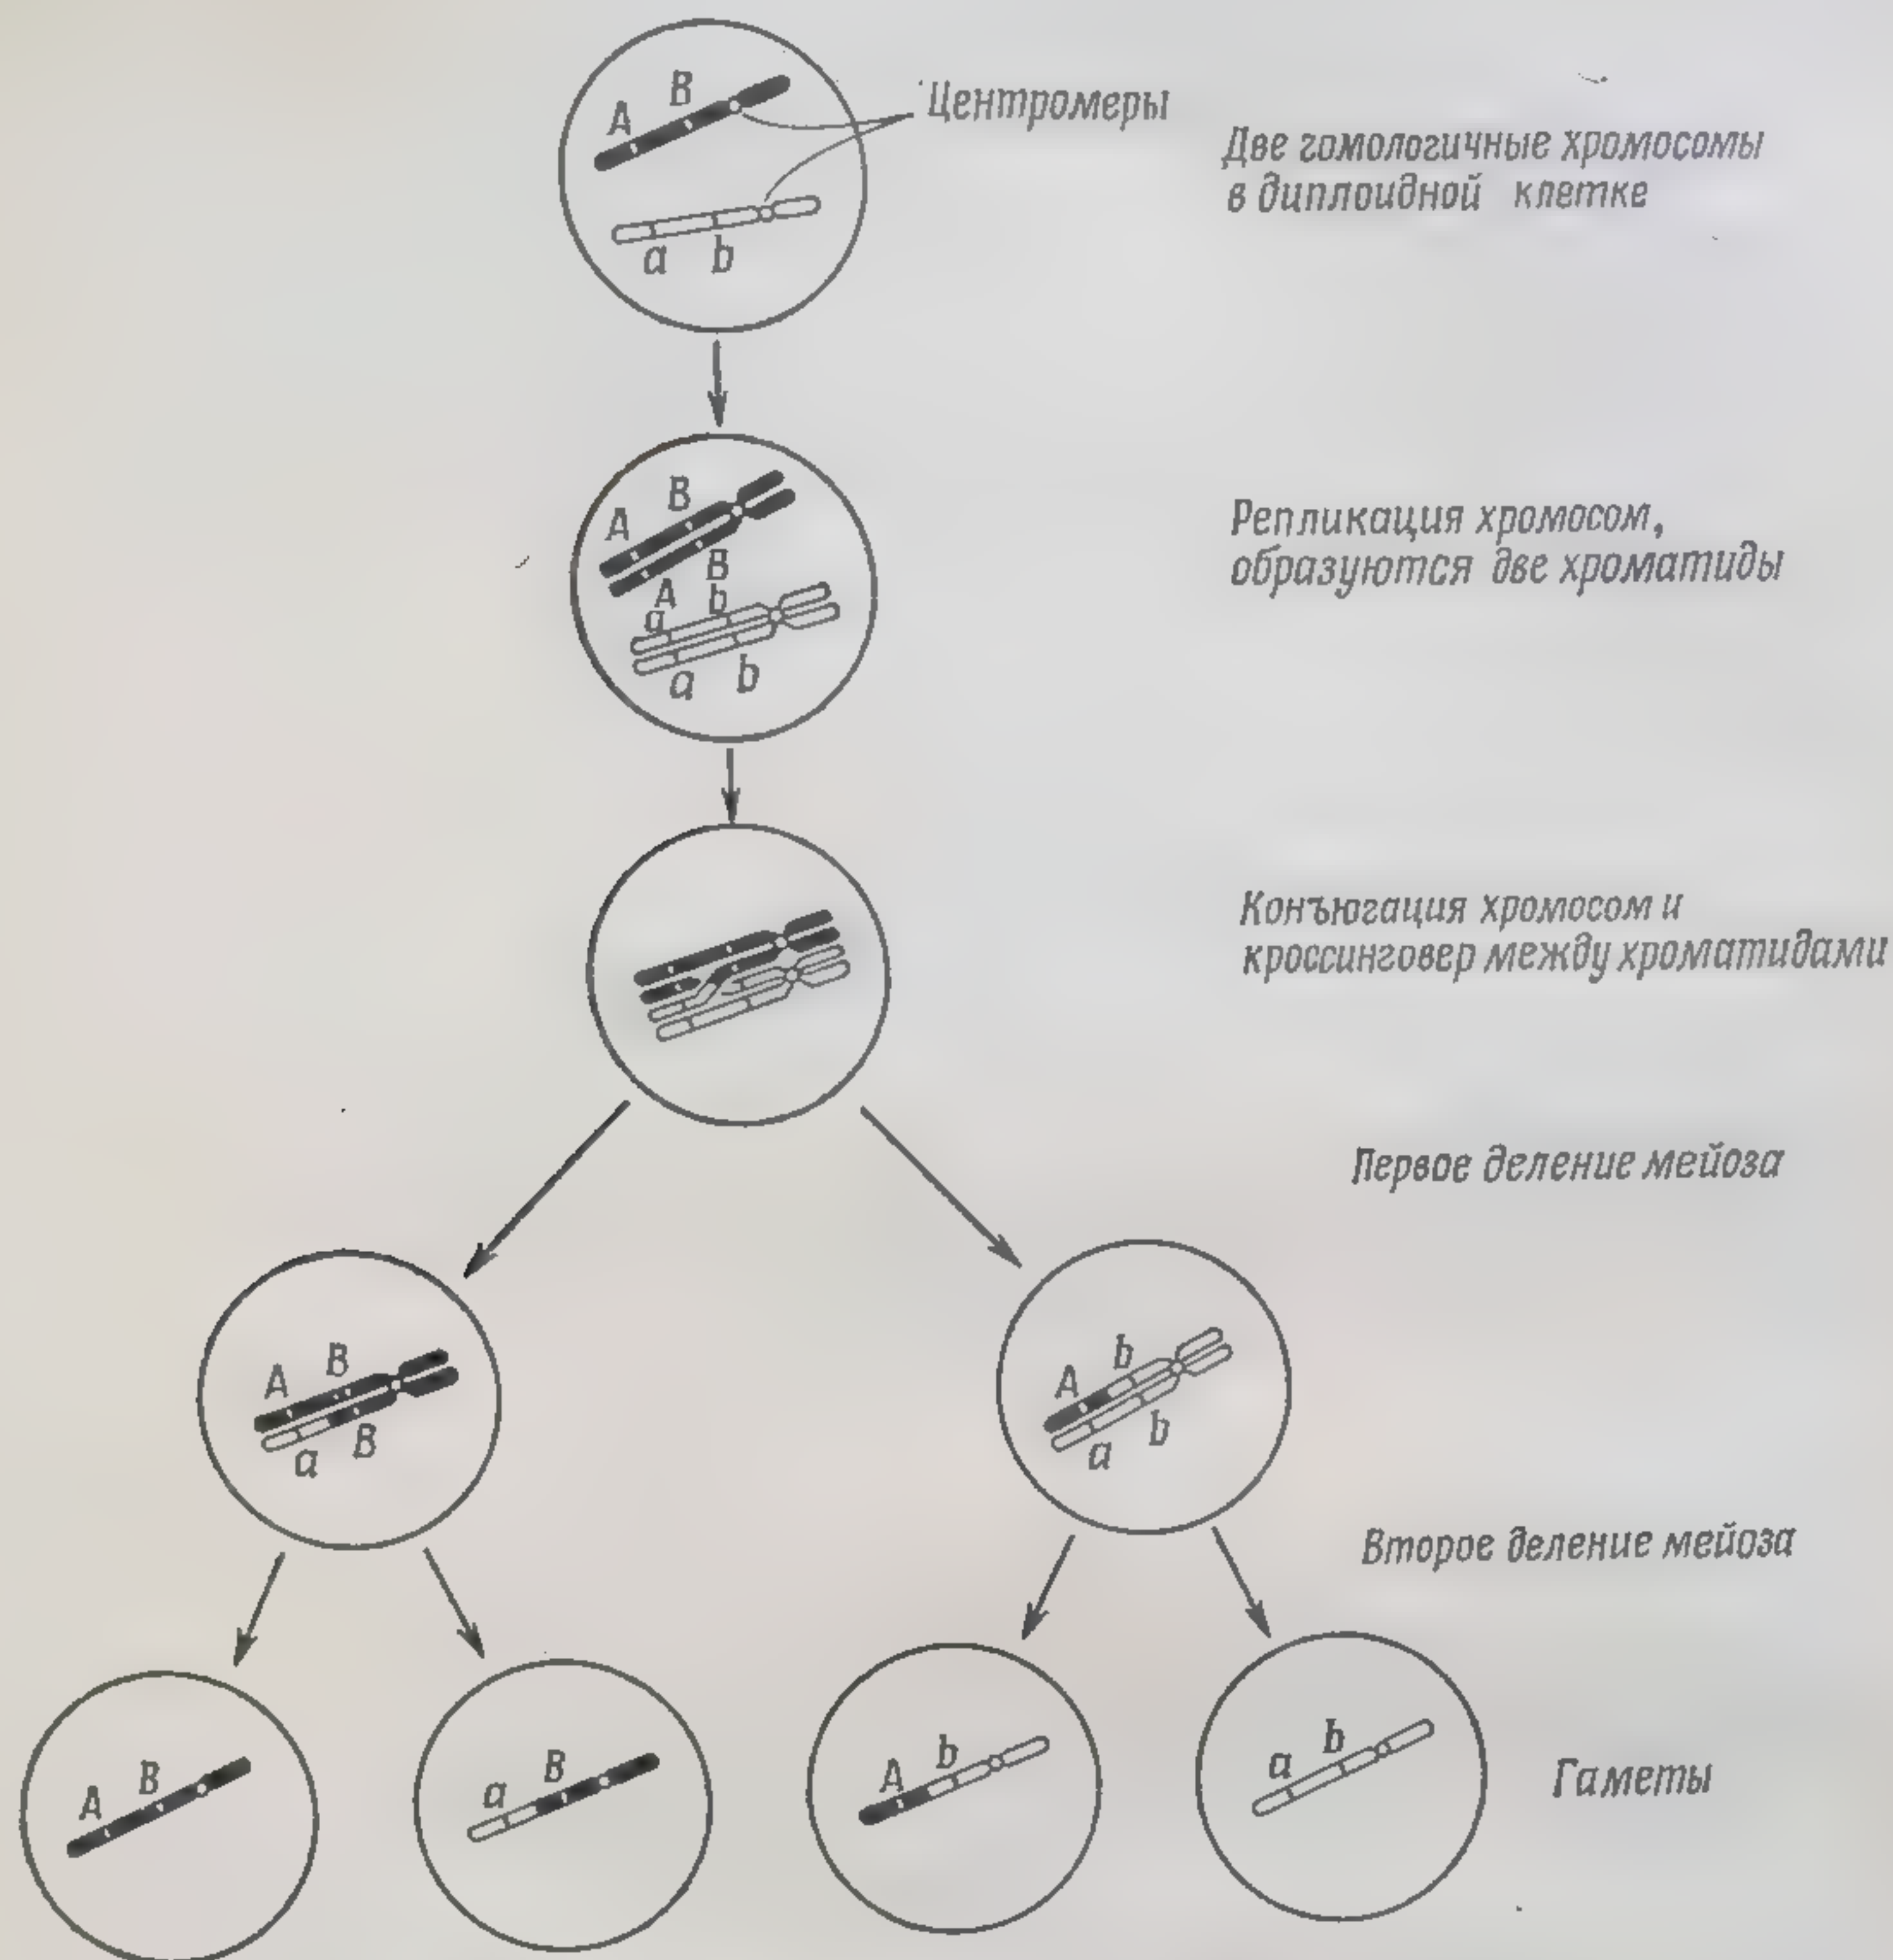 A B
Центромеры
Две гомологичные хромосомы
в диплоидной клетке
a b
A B
Репликация хромосом,
образуются две хроматиды
A B
a b
a b
Конъюгация хромосом и
кроссинговер между хроматидами
Первое деление мейоза
A B
a B
A b
a b
Второе деление мейоза
A B
a B
A b
a b
Гаметы